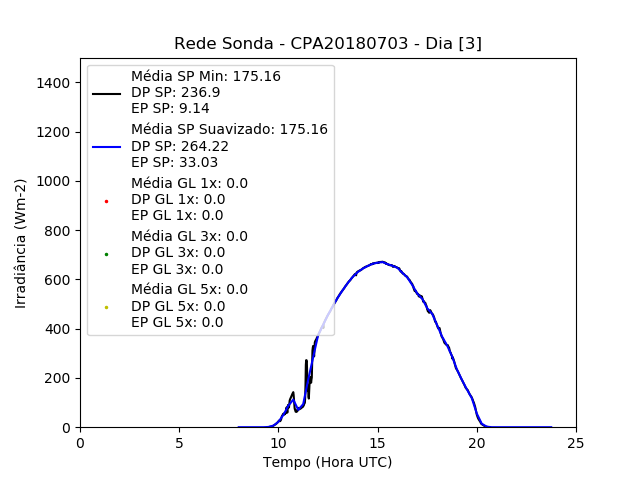 Rede Sonda - CPA20180703 - Dia [3]
Irradiância (Wm-2)
1400
1200
1000
800
600
400
200
0
Média SP Min: 175.16
DP SP: 236.9
EP SP: 9.14
Média SP Suavizado: 175.16
DP SP: 264.22
EP SP: 33.03
Média GL 1x: 0.0
DP GL 1x: 0.0
EP GL 1x: 0.0
Média GL 3x: 0.0
DP GL 3x: 0.0
EP GL 3x: 0.0
Média GL 5x: 0.0
DP GL 5x: 0.0
EP GL 5x: 0.0
0 5 10 15 20 25
Tempo (Hora UTC)